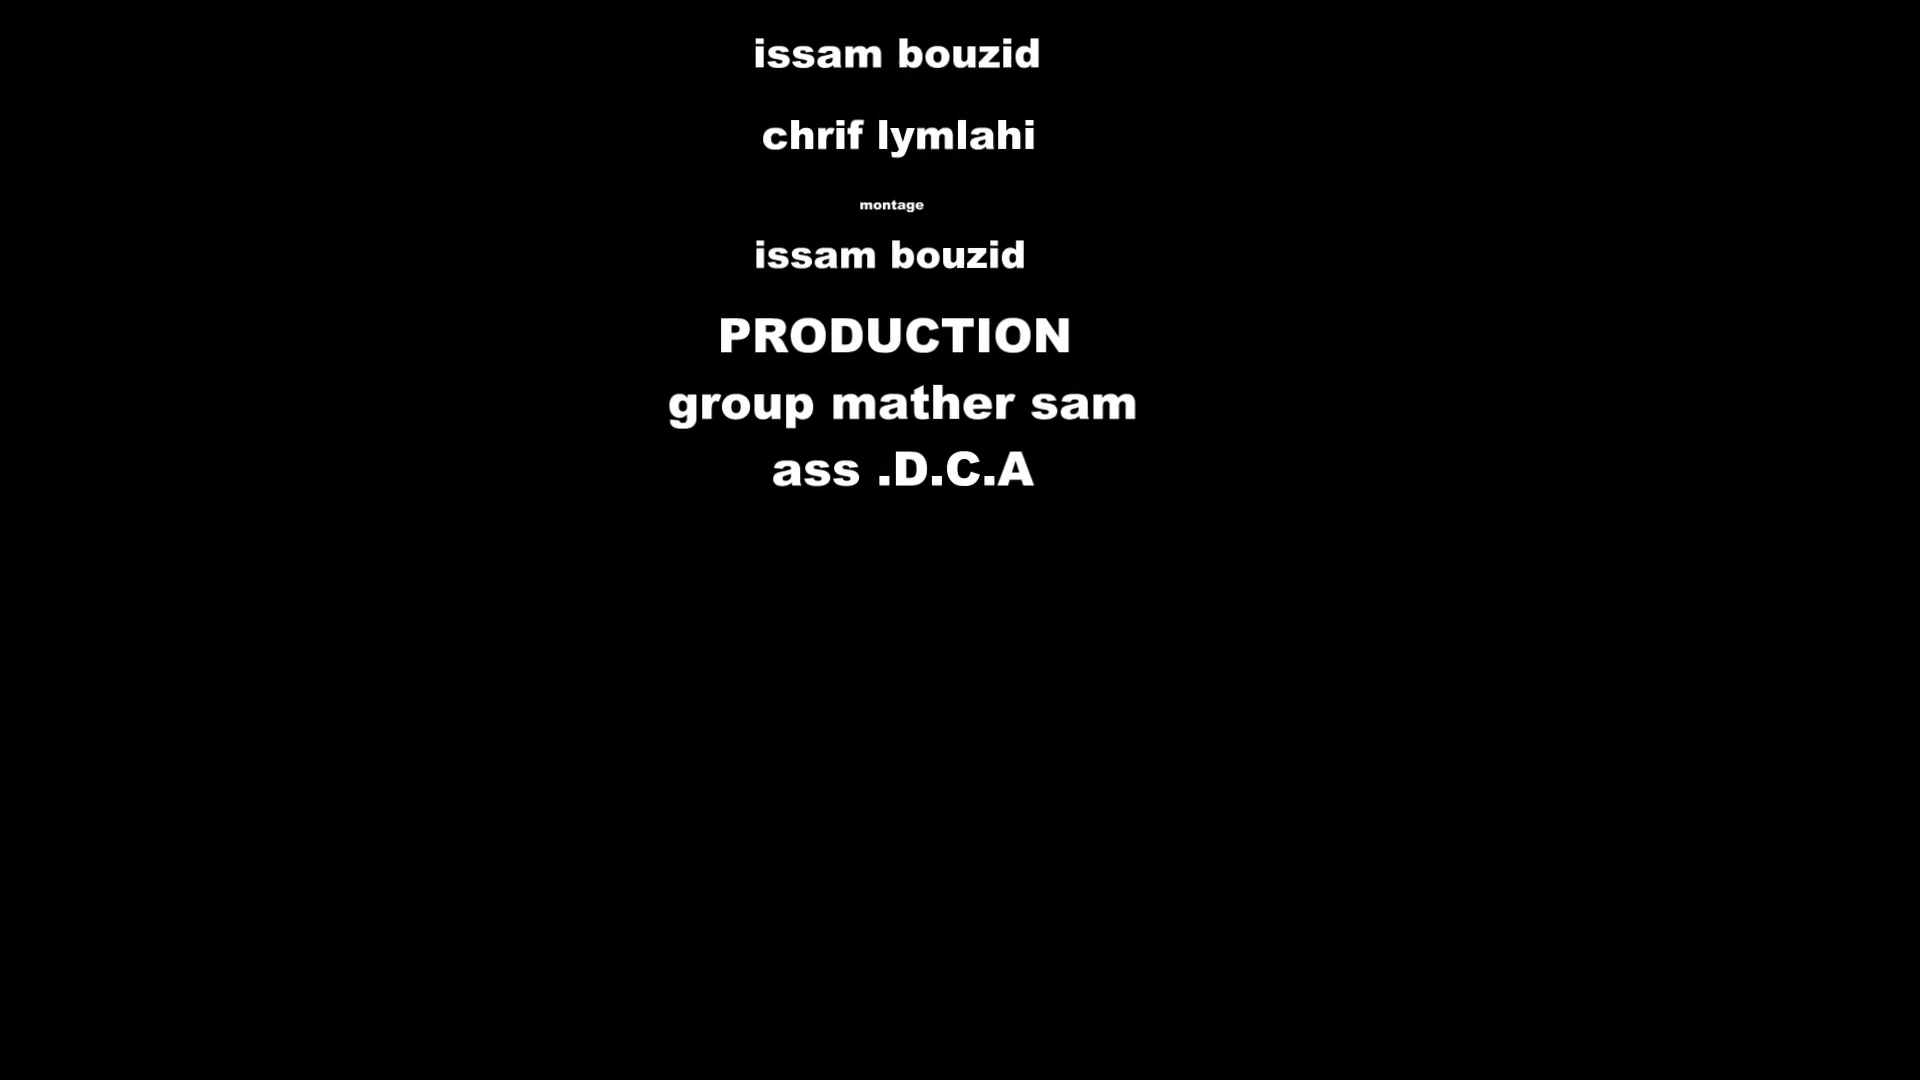 issam bouzid
chrif lymlahi
montage
issam bouzid
PRODUCTION
group mather sam
ass .D.C.A